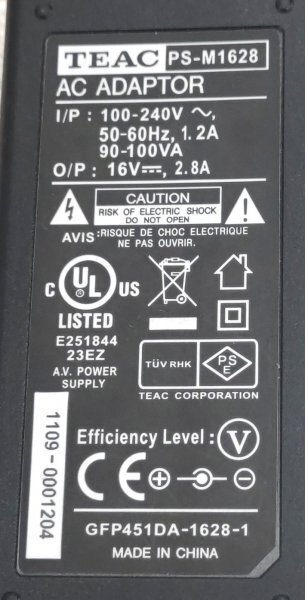 TEAC PS-M1628
AC ADAPTOR
I/P : 100-240V ∿,
50-60Hz, 1.2A
90-100VA
O/P : 16V⎓, 2.8A
CAUTION
RISK OF ELECTRIC SHOCK
DO NOT OPEN
AVIS :RISQUE DE CHOC ELECTRIQUE
NE PAS OUVRIR.
C UL US
LISTED
E251844
23EZ
A.V. POWER
SUPPLY
TÜV RHK
PS
E
TEAC CORPORATION
Efficiency Level : V
CE
GFP451DA-1628-1
MADE IN CHINA
1109-0001204